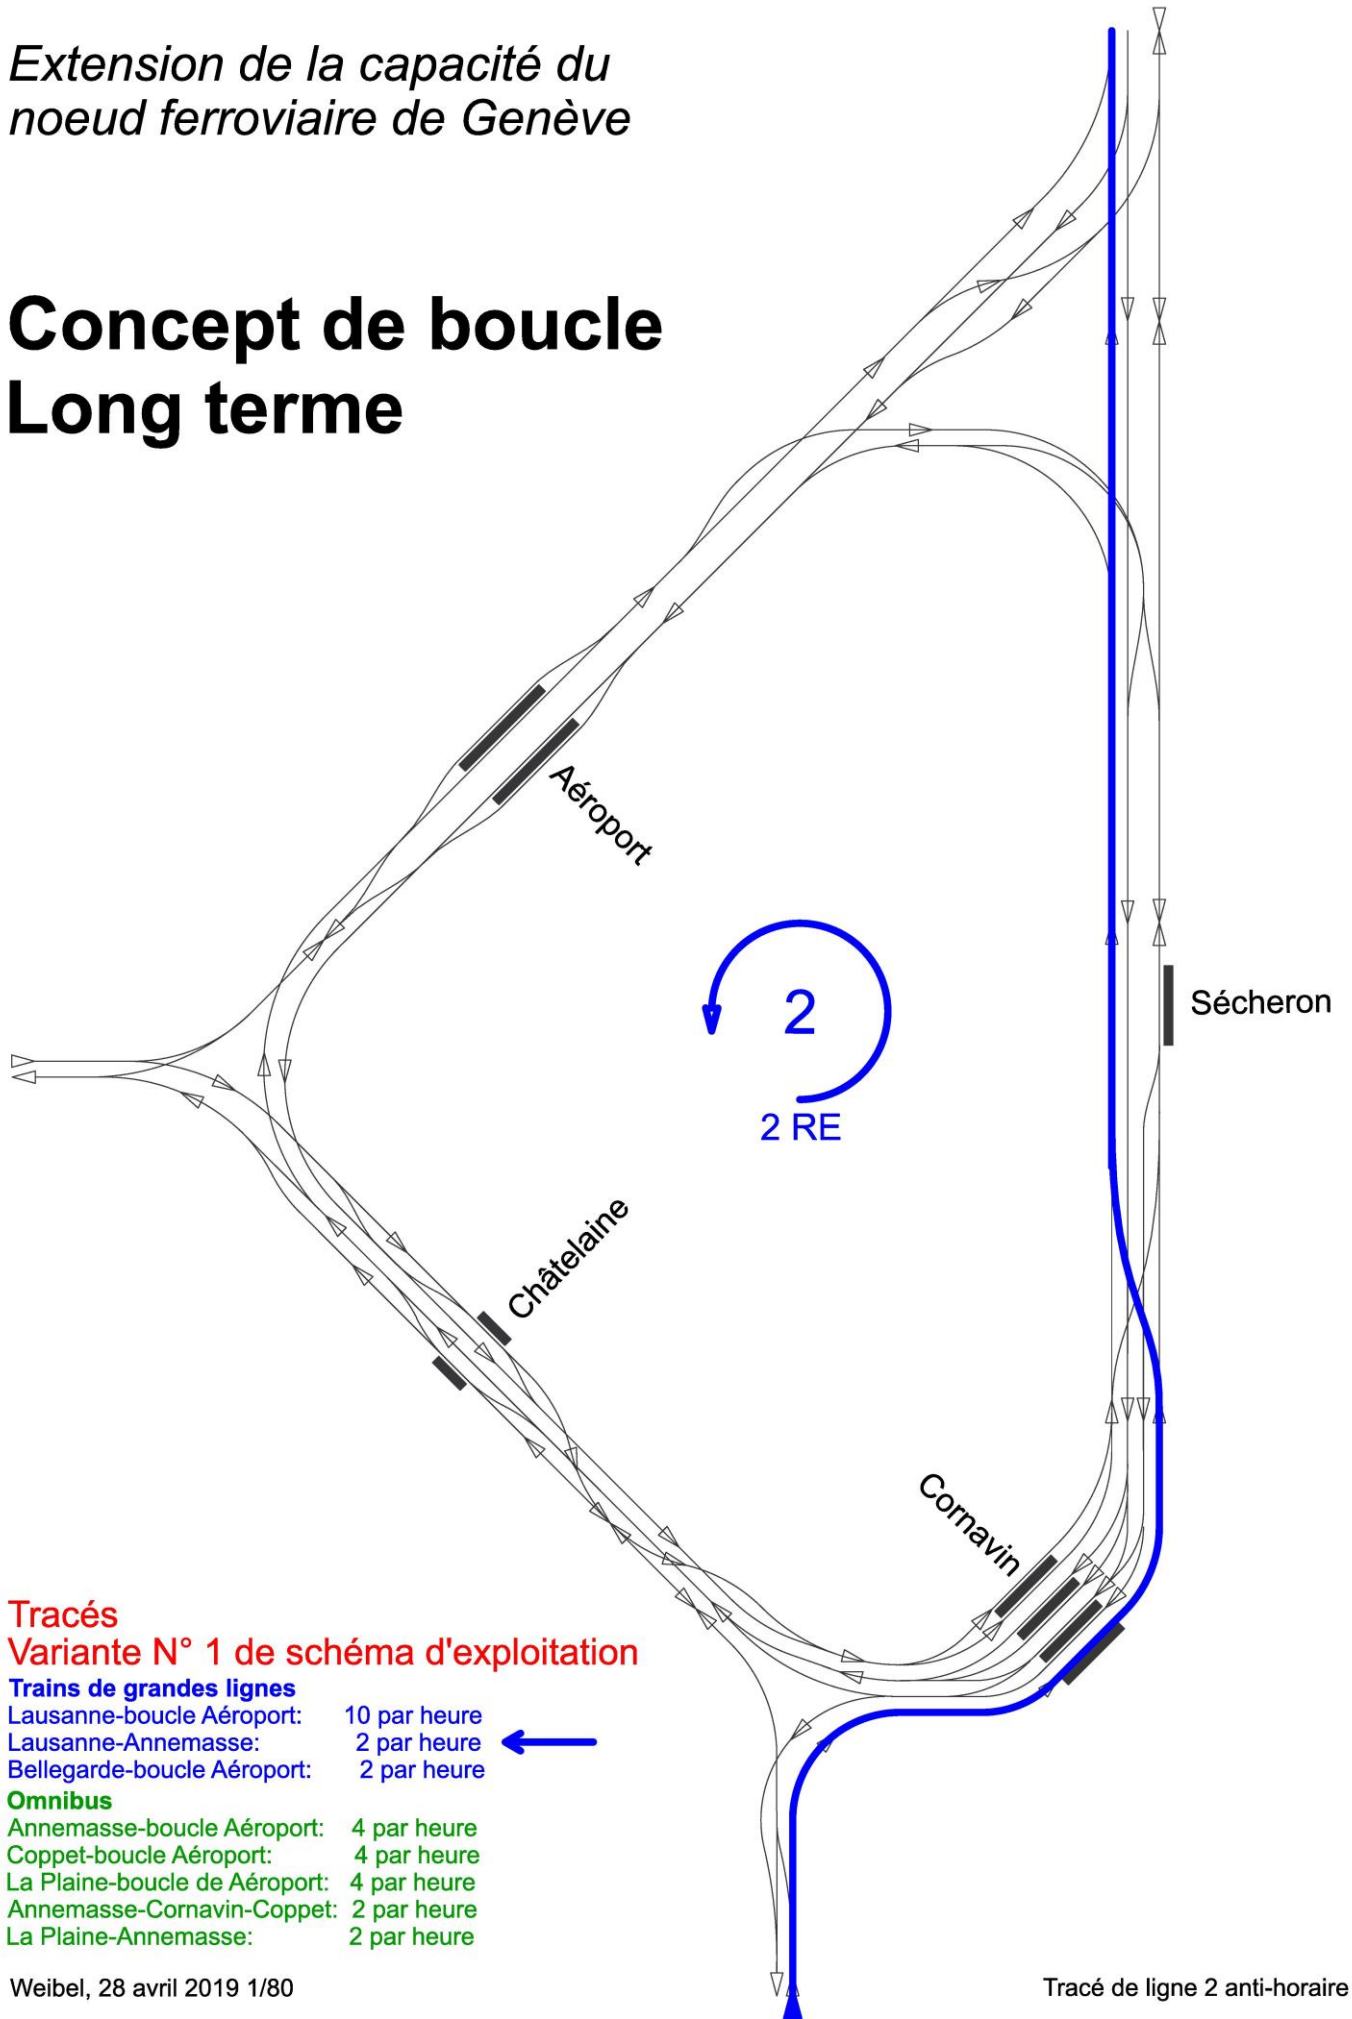 Extension de la capacité du
noeud ferroviaire de Genève
Concept de boucle
Long terme
Aéroport
2
2 RE
Sécheron
Châtelaine
Cornavin
Tracés
Variante N° 1 de schéma d'exploitation
Trains de grandes lignes
Lausanne-boucle Aéroport: 10 par heure
Lausanne-Annemasse: 2 par heure
Bellegarde-boucle Aéroport: 2 par heure
Omnibus
Annemasse-boucle Aéroport: 4 par heure
Coppet-boucle Aéroport: 4 par heure
La Plaine-boucle de Aéroport: 4 par heure
Annemasse-Cornavin-Coppet: 2 par heure
La Plaine-Annemasse: 2 par heure
Weibel, 28 avril 2019 1/80
Tracé de ligne 2 anti-horaire